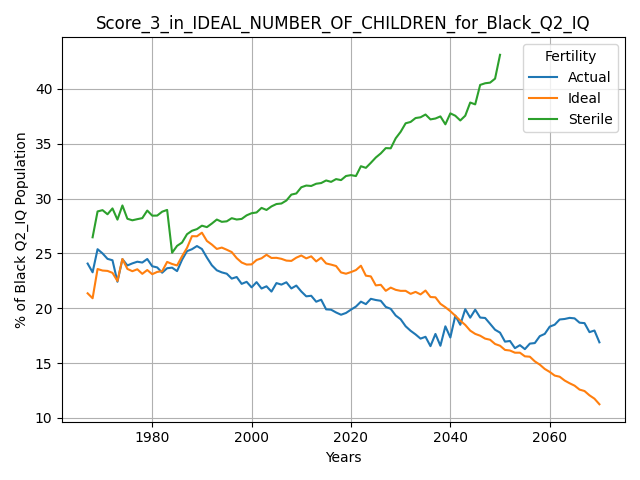 Score_3_in_IDEAL_NUMBER_OF_CHILDREN_for_Black_Q2_IQ
Fertility
Actual
Ideal
Sterile
% of Black Q2_IQ Population
40
35
30
25
20
15
10
1980
2000
2020
2040
2060
Years